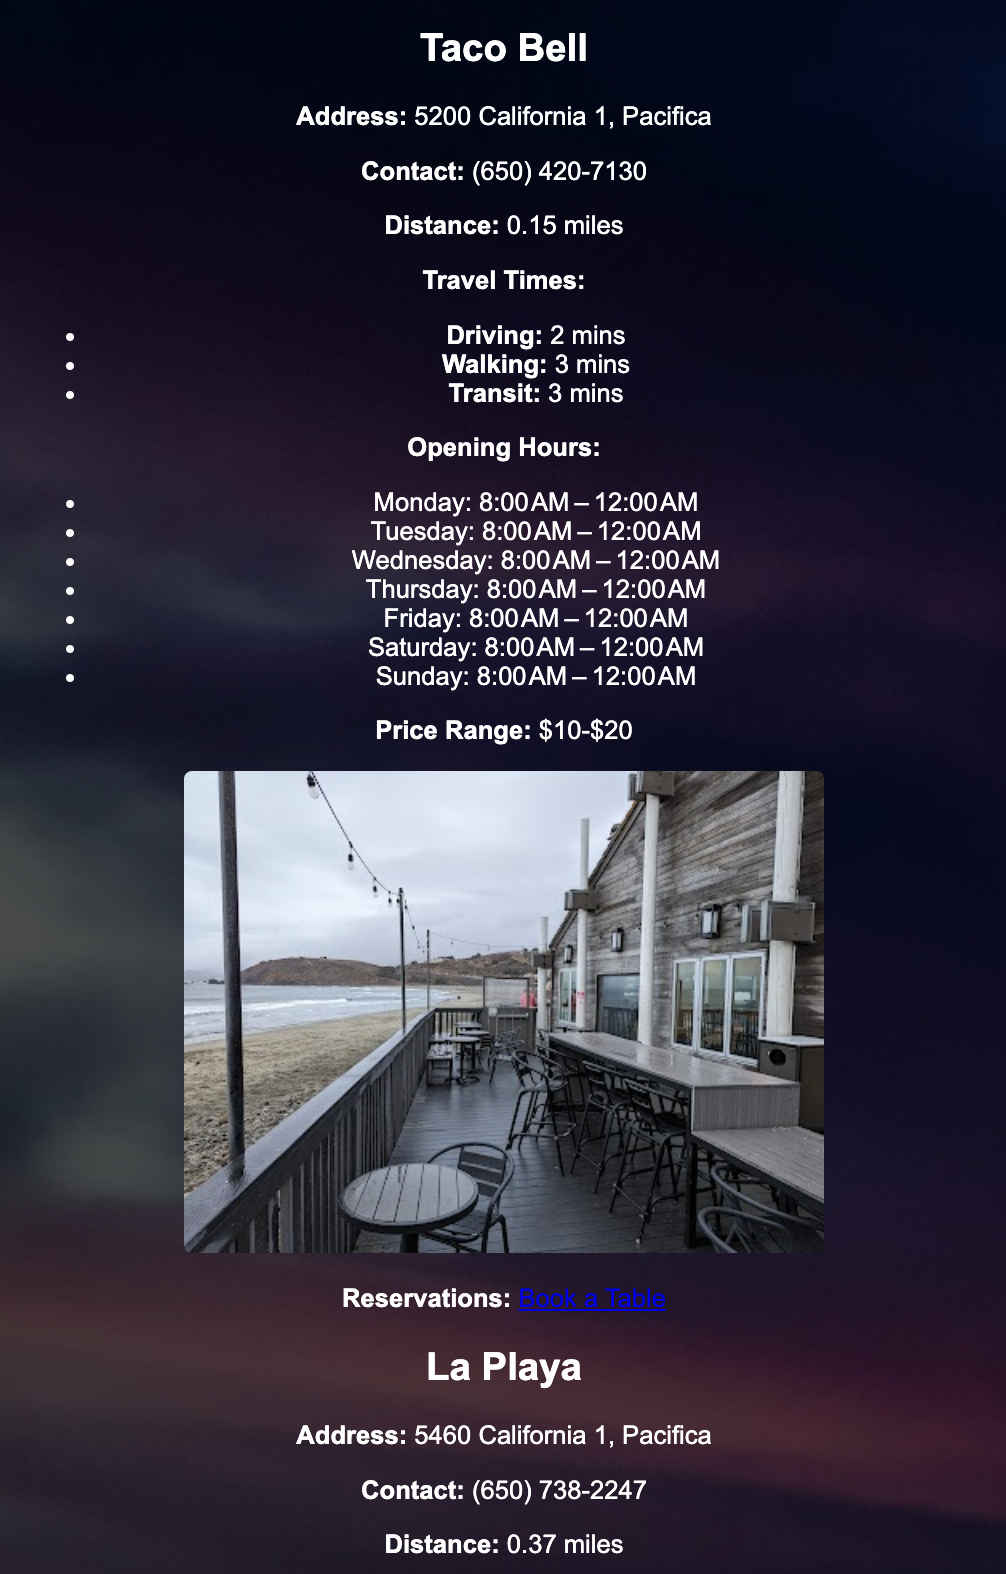 Taco Bell
Address: 5200 California 1, Pacifica
Contact: (650) 420-7130
Distance: 0.15 miles
Travel Times:
• Driving: 2 mins
• Walking: 3 mins
• Transit: 3 mins
Opening Hours:
• Monday: 8:00 AM – 12:00 AM
• Tuesday: 8:00 AM – 12:00 AM
• Wednesday: 8:00 AM – 12:00 AM
• Thursday: 8:00 AM – 12:00 AM
• Friday: 8:00 AM – 12:00 AM
• Saturday: 8:00 AM – 12:00 AM
• Sunday: 8:00 AM – 12:00 AM
Price Range: $10-$20
Reservations: Book a Table
La Playa
Address: 5460 California 1, Pacifica
Contact: (650) 738-2247
Distance: 0.37 miles